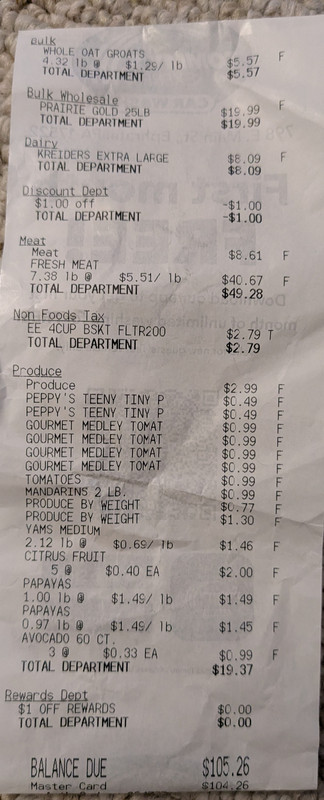 Bulk
WHOLE OAT GROATS
4.32 lb @ $1.29/ lb $5.57 F
TOTAL DEPARTMENT $5.57
Bulk Wholesale
PRAIRIE GOLD 25LB $19.99 F
TOTAL DEPARTMENT $19.99
Dairy
KREIDERS EXTRA LARGE $8.09 F
TOTAL DEPARTMENT $8.09
Discount Dept
$1.00 off -$1.00
TOTAL DEPARTMENT -$1.00
Meat
Meat $8.61 F
FRESH MEAT
7.38 lb @ $5.51/ lb $40.67 F
TOTAL DEPARTMENT $49.28
Non Foods Tax
EE 4CUP BSKT FLTR200 $2.79 T
TOTAL DEPARTMENT $2.79
Produce
Produce $2.99 F
PEPPY'S TEENY TINY P $0.49 F
PEPPY'S TEENY TINY P $0.49 F
GOURMET MEDLEY TOMAT $0.99 F
GOURMET MEDLEY TOMAT $0.99 F
GOURMET MEDLEY TOMAT $0.99 F
GOURMET MEDLEY TOMAT $0.99 F
TOMATOES $0.99 F
MANDARINS 2 LB. $0.99 F
PRODUCE BY WEIGHT $0.77 F
PRODUCE BY WEIGHT $1.30 F
YAMS MEDIUM
2.12 lb @ $0.69/ lb $1.46 F
CITRUS FRUIT
5 @ $0.40 EA $2.00 F
PAPAYAS
1.00 lb @ $1.49/ lb $1.49 F
PAPAYAS
0.97 lb @ $1.49/ lb $1.45 F
AVOCADO 60 CT.
3 @ $0.33 EA $0.99 F
TOTAL DEPARTMENT $19.37
Rewards Dept
$1 OFF REWARDS $0.00
TOTAL DEPARTMENT $0.00
BALANCE DUE $105.26
Master Card $104.26